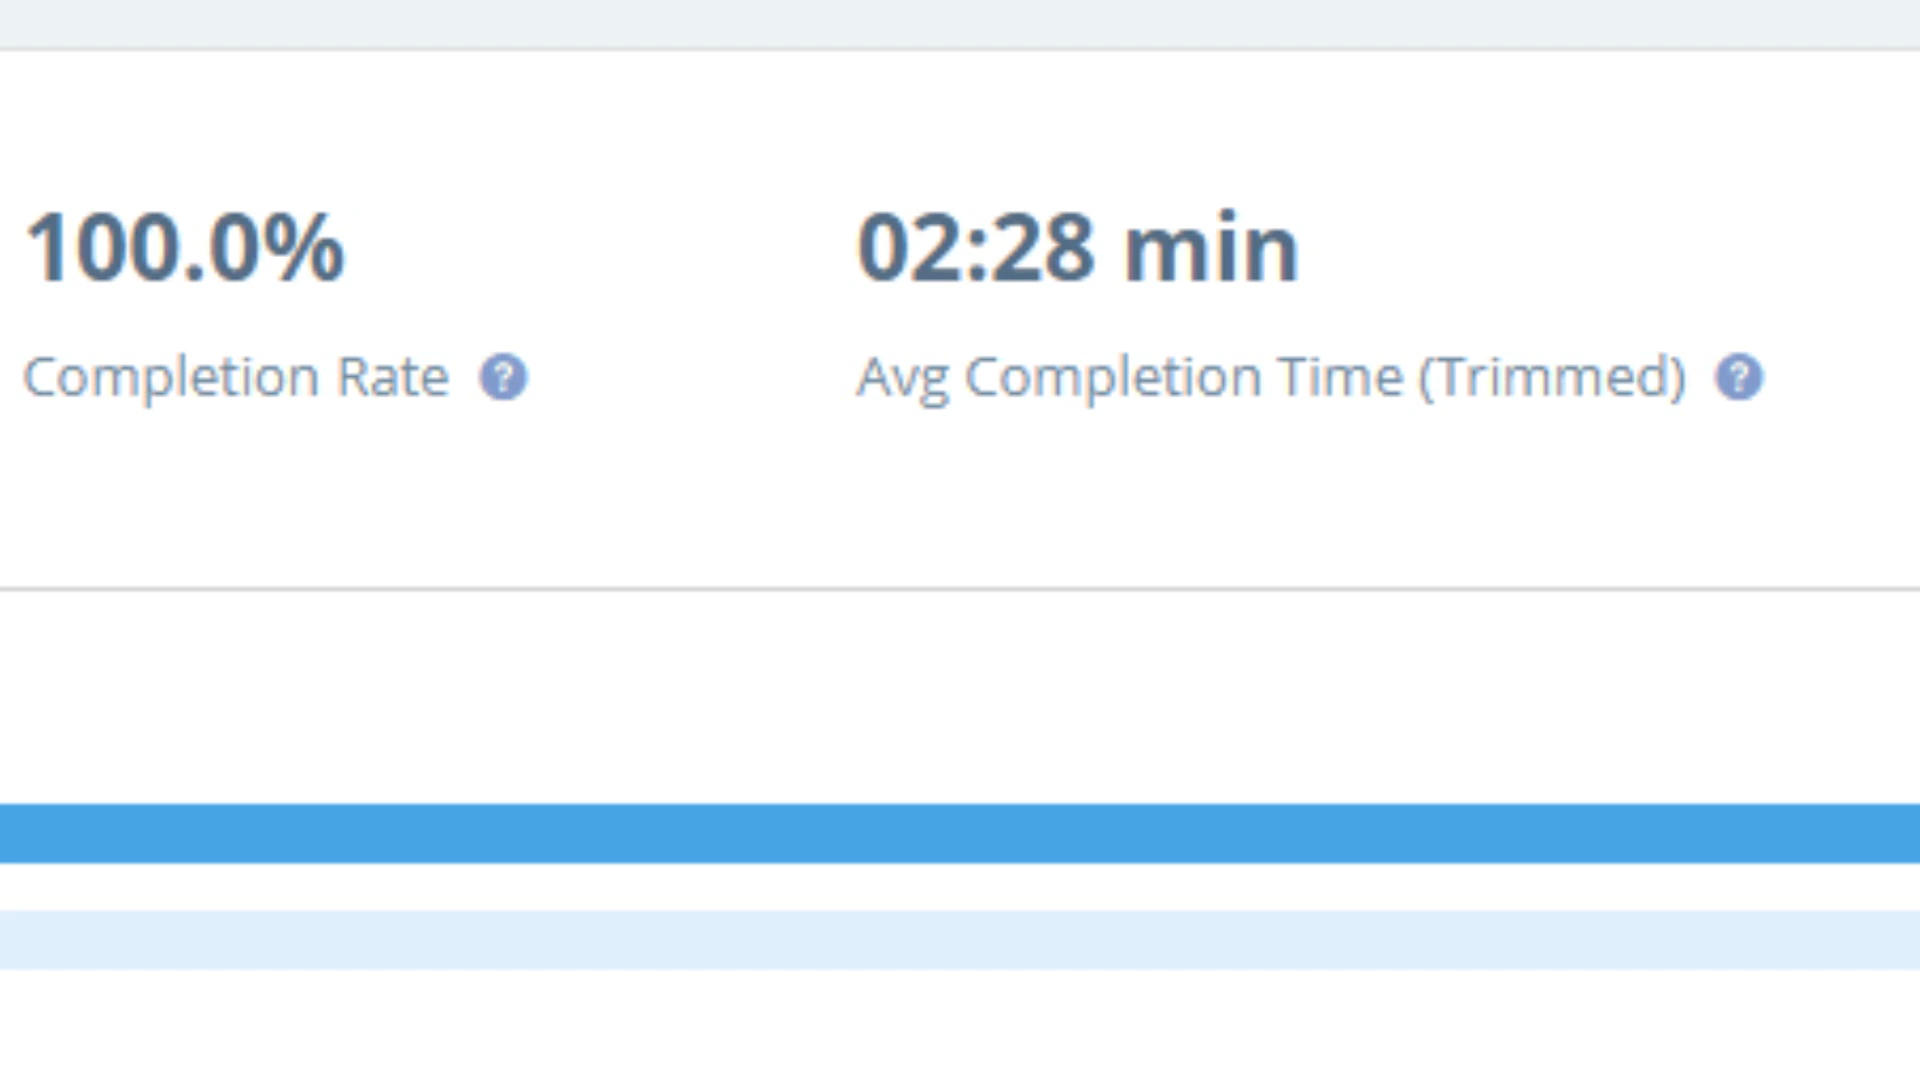 100.0%
Completion Rate ?
02:28 min
Avg Completion Time (Trimmed) ?